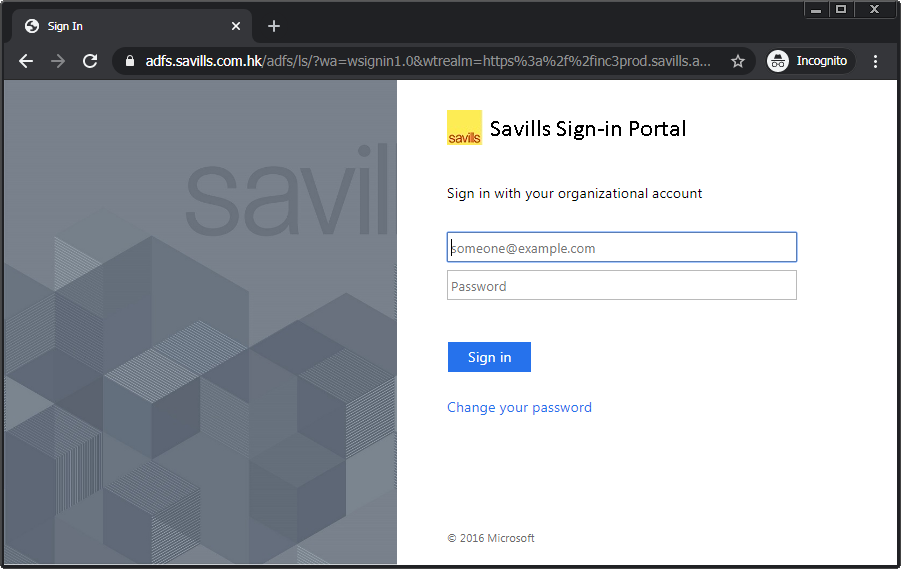 Sign In
adfs.savills.com.hk/adfs/ls/?wa=wsignin1.0&wtrealm=https%3a%2f%2finc3prod.savills.a...
Incognito
savills
Savills Sign-in Portal
savil
Sign in with your organizational account
someone@example.com
Password
Sign in
Change your password
© 2016 Microsoft